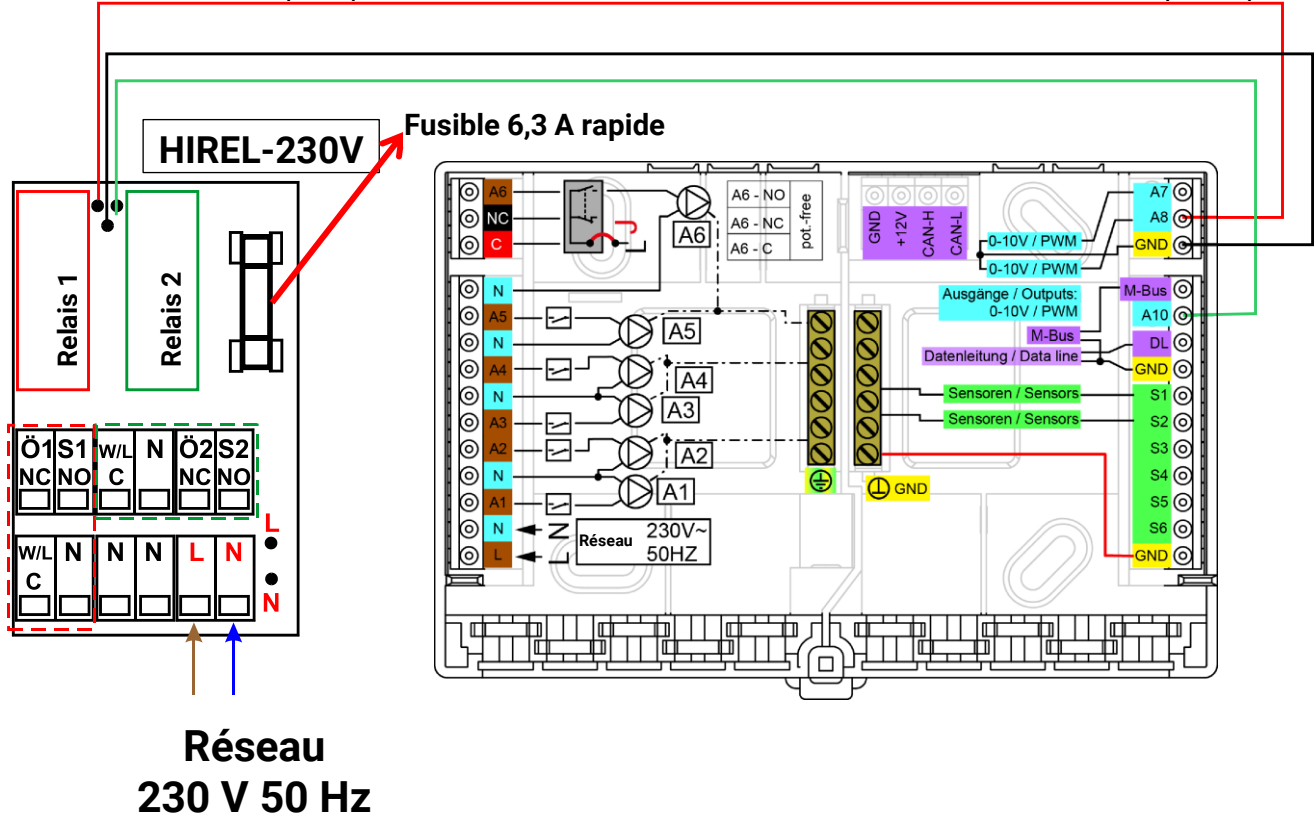 Fusible 6,3 A rapide
HIREL-230V
Relais 1
Relais 2
Ö1 S1 W/L N Ö2 S2
NC NO C NC NO
L
W/L N N N L N
C
N
Réseau
230 V 50 Hz
A6
NC
C
N
A5
N
A4
N
A3
A2
N
A1
N
L
A6
A5
A4
A3
A2
A1
N
L
Réseau
230V~
50HZ
A6 - NO
A6 - NC
A6 - C
pot.-free
GND
+12V
CAN-H
CAN-L
0-10V / PWM
0-10V / PWM
Ausgänge / Outputs:
0-10V / PWM
M-Bus
Datenleitung / Data line
Sensoren / Sensors
Sensoren / Sensors
GND
A7
A8
GND
M-Bus
A10
DL
GND
S1
S2
S3
S4
S5
S6
GND